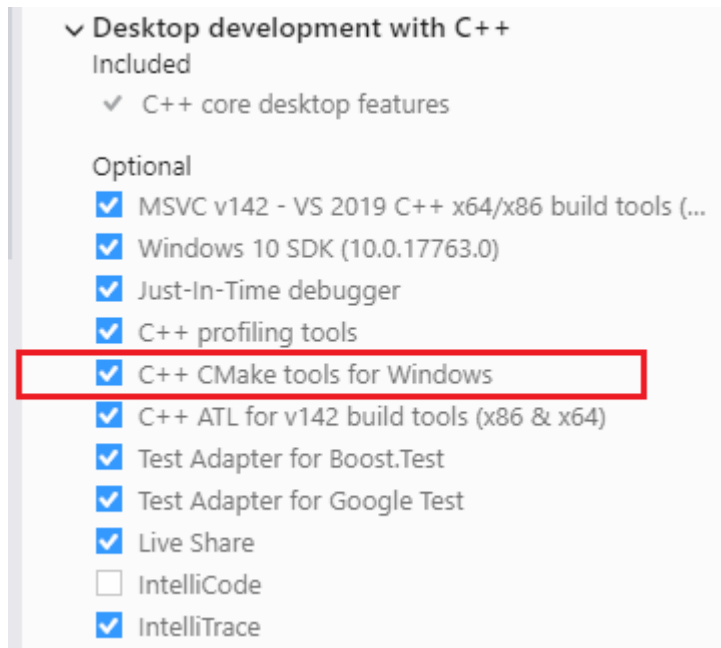 Desktop development with C++
Included
C++ core desktop features
Optional
MSVC v142 - VS 2019 C++ x64/x86 build tools (...
Windows 10 SDK (10.0.17763.0)
Just-In-Time debugger
C++ profiling tools
C++ CMake tools for Windows
C++ ATL for v142 build tools (x86 & x64)
Test Adapter for Boost.Test
Test Adapter for Google Test
Live Share
IntelliCode
IntelliTrace